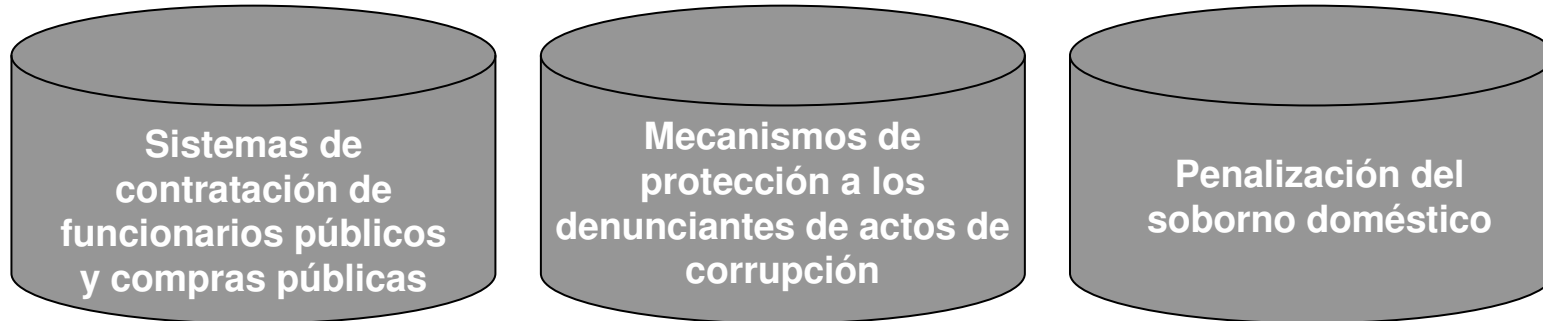 Sistemas de
contratación de
funcionarios públicos
y compras públicas
Mecanismos de
protección a los
denunciantes de actos de
corrupción
Penalización del
soborno doméstico